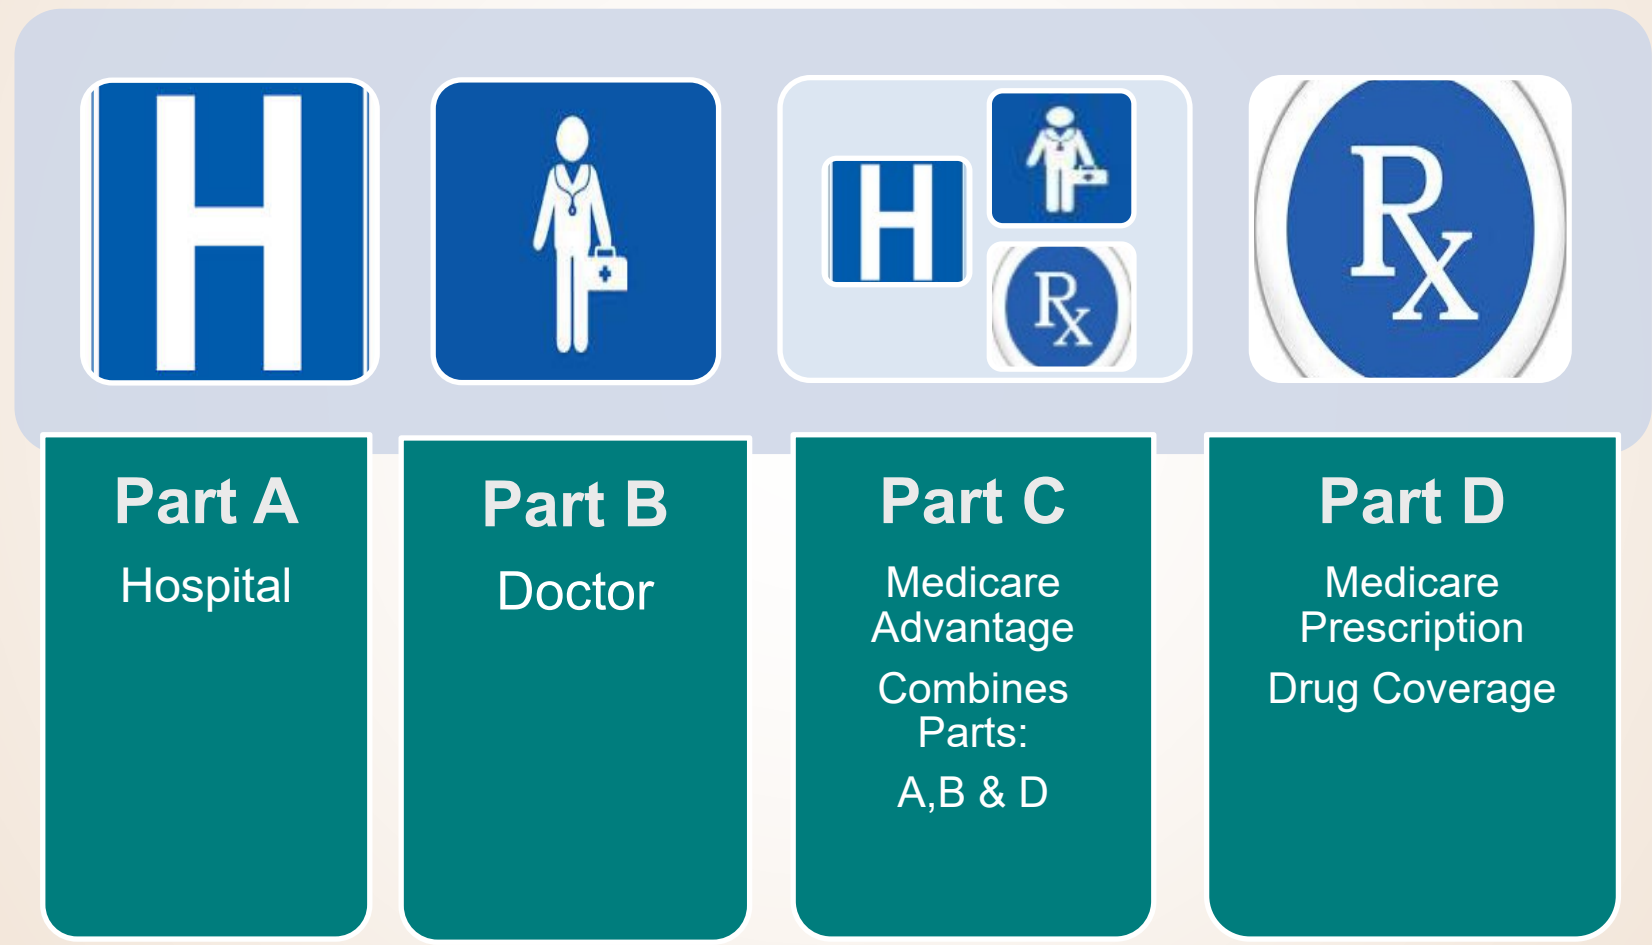 H
H
Rx
Rx
Part A
Hospital
Part B
Doctor
Part C
Medicare
Advantage
Combines
Parts:
A,B & D
Part D
Medicare
Prescription
Drug Coverage